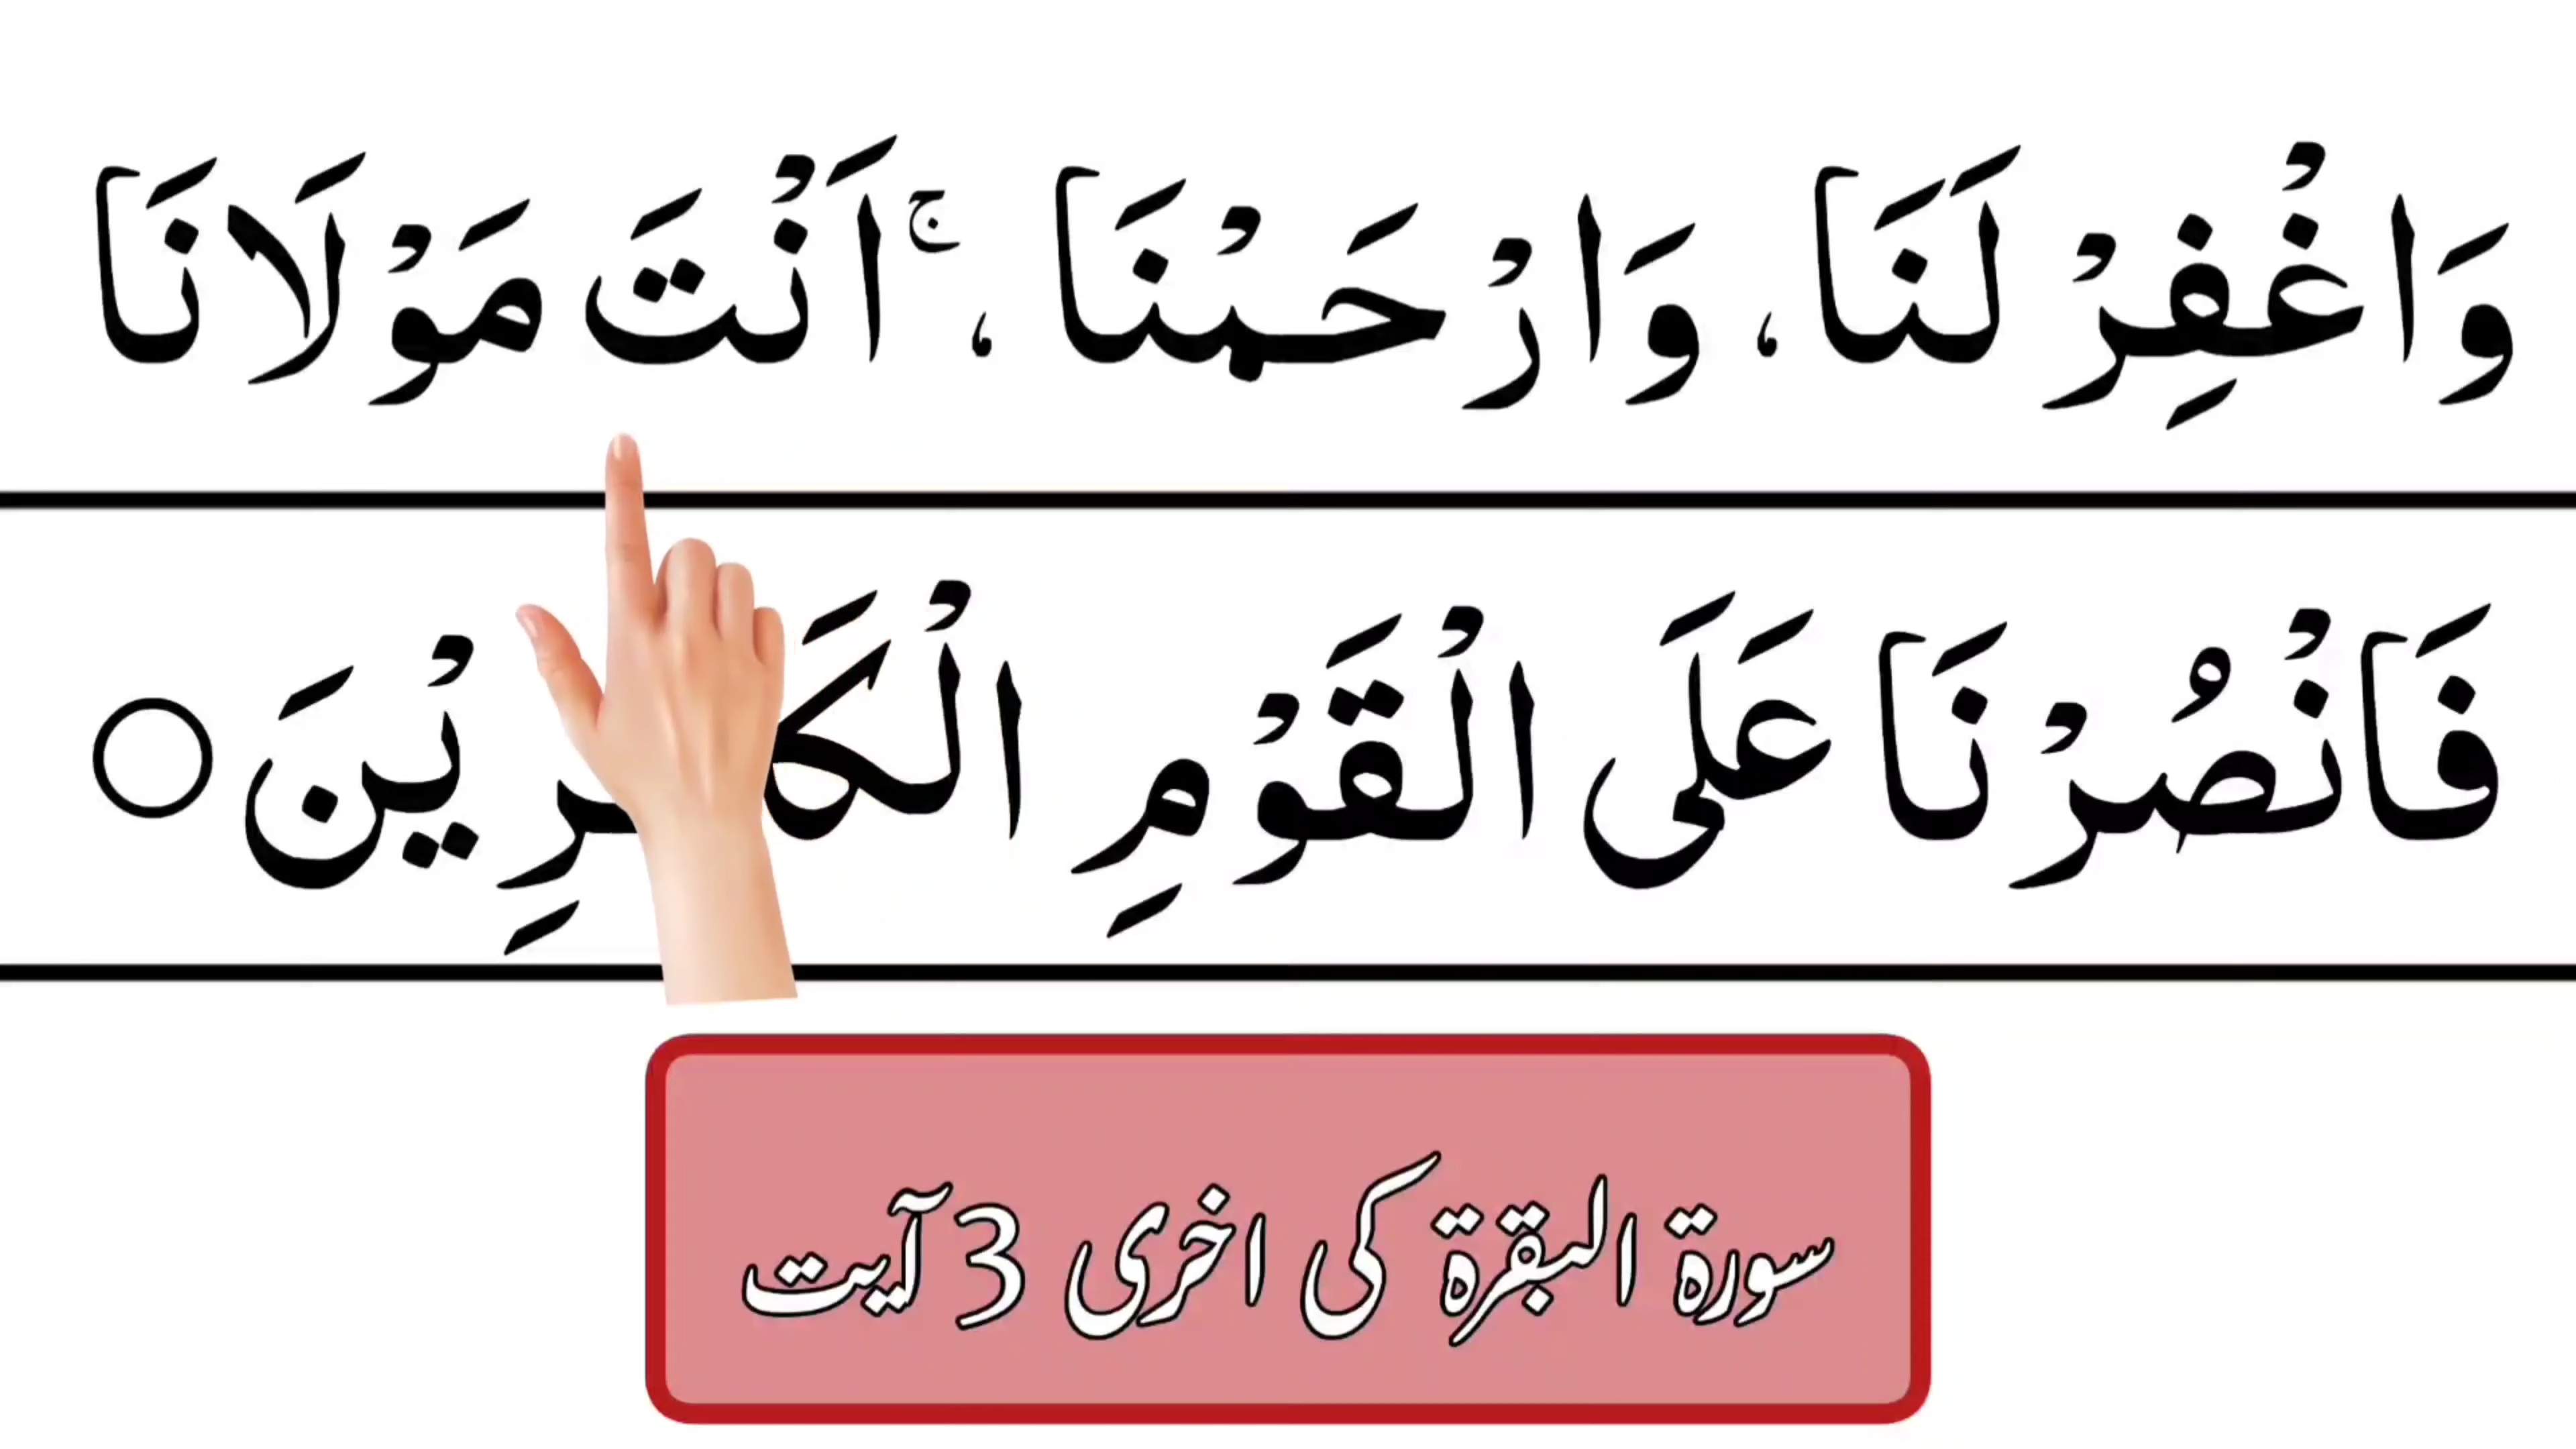 وَاغْفِرْ لَنَا، وَارْحَمْنَا، ۚ اَنْتَ مَوْلَانَا
فَانْصُرْنَا عَلَى الْقَوْمِ يْنَ ○
سورة البقرة کی اخری 3 آیت